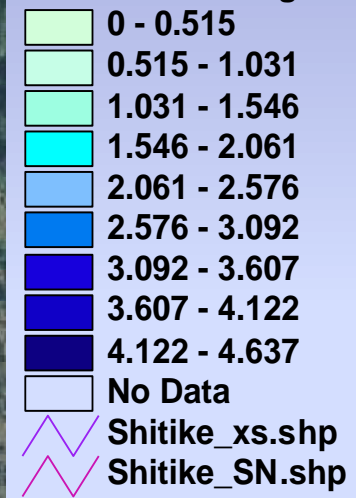 0 - 0.515
0.515 - 1.031
1.031 - 1.546
1.546 - 2.061
2.061 - 2.576
2.576 - 3.092
3.092 - 3.607
3.607 - 4.122
4.122 - 4.637
No Data
Shitike_xs.shp
Shitike_SN.shp